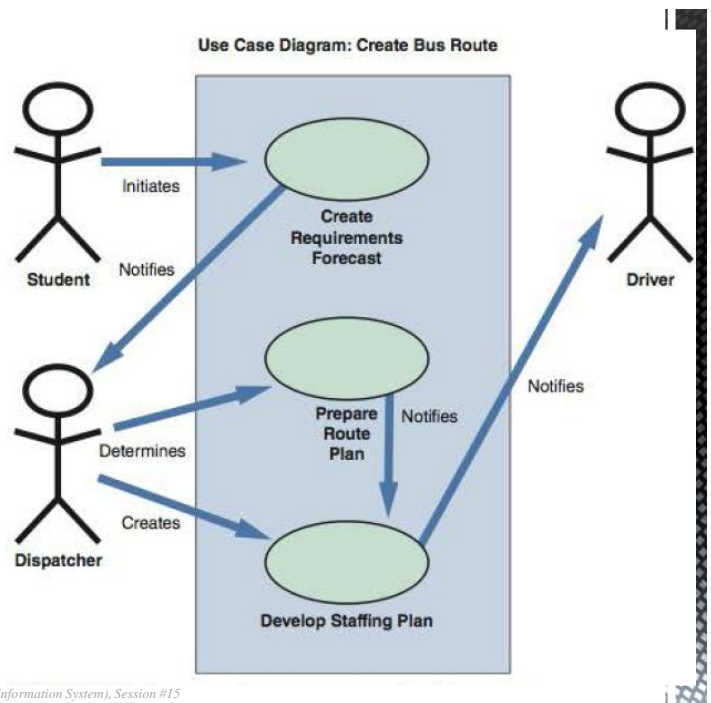 Use Case Diagram: Create Bus Route
Initiates
Create
Requirements
Forecast
Student
Notifies
Driver
Prepare
Route
Plan
Notifies
Notifies
Determines
Creates
Dispatcher
Develop Staffing Plan
nformation System), Session #15